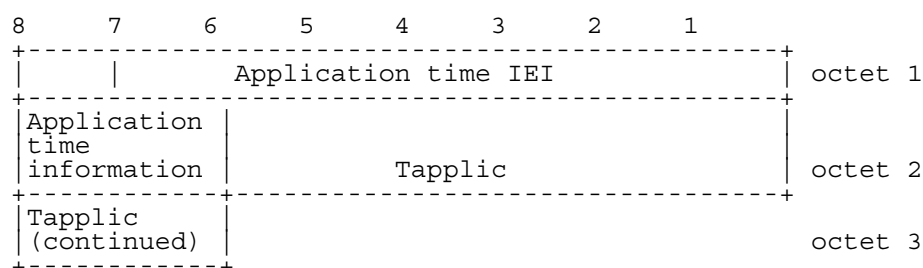 8 7 6 5 4 3 2 1
Application time IEI octet 1
Application
time
information Tapplic octet 2
Tapplic
(continued) octet 3